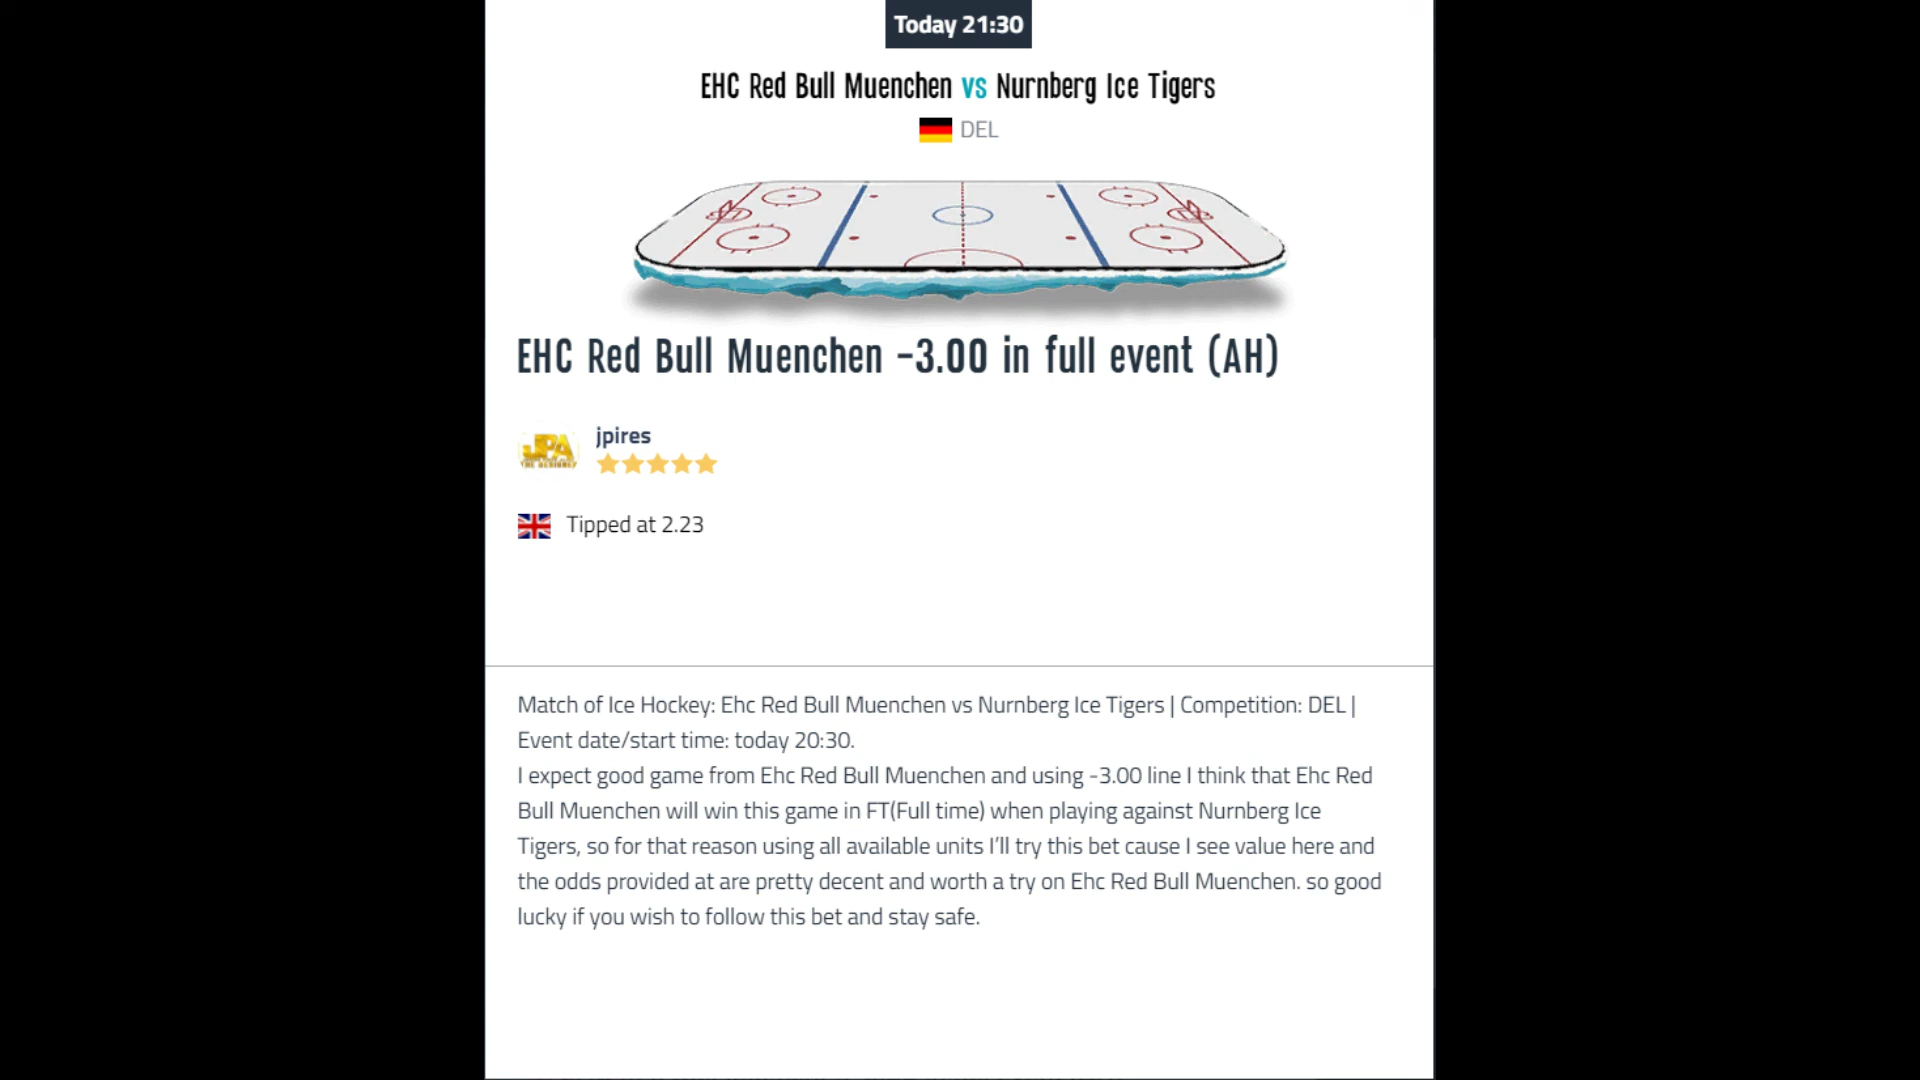 Today 21:30
EHC Red Bull Muenchen vs Nurnberg Ice Tigers
DEL
EHC Red Bull Muenchen -3.00 in full event (AH)
JPA
jpires
Tipped at 2.23
Match of Ice Hockey: Ehc Red Bull Muenchen vs Nurnberg Ice Tigers | Competition: DEL |
Event date/start time: today 20:30.
I expect good game from Ehc Red Bull Muenchen and using -3.00 line I think that Ehc Red
Bull Muenchen will win this game in FT(Full time) when playing against Nurnberg Ice
Tigers, so for that reason using all available units I'll try this bet cause I see value here and
the odds provided at are pretty decent and worth a try on Ehc Red Bull Muenchen. so good
lucky if you wish to follow this bet and stay safe.